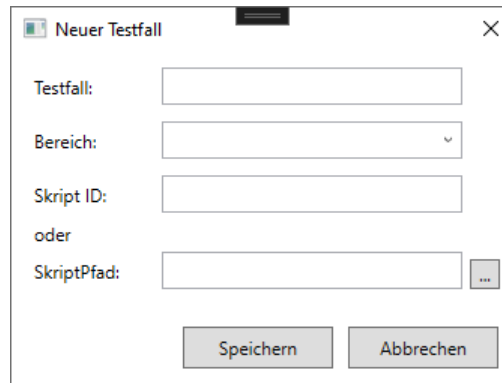 Neuer Testfall
Testfall:
Bereich:
Skript ID:
oder
SkriptPfad:
...
Speichern
Abbrechen